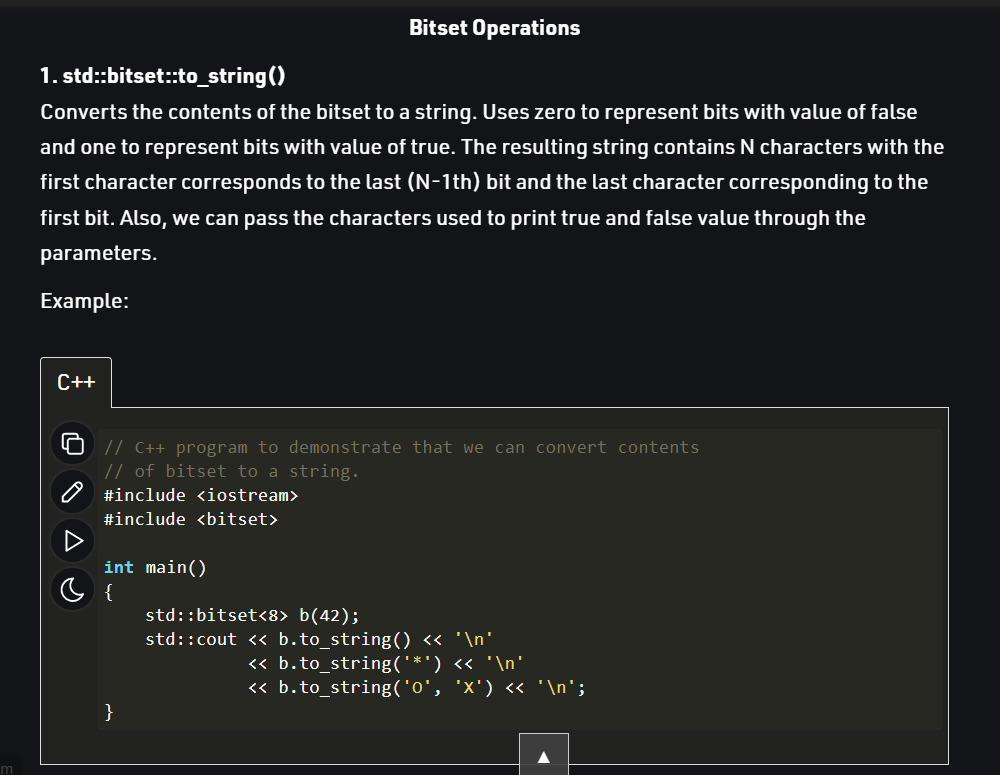 Bitset Operations
1. std::bitset::to_string()
Converts the contents of the bitset to a string. Uses zero to represent bits with value of false
and one to represent bits with value of true. The resulting string contains N characters with the
first character corresponds to the last (N-1th) bit and the last character corresponding to the
first bit. Also, we can pass the characters used to print true and false value through the
parameters.
Example:
C++
// C++ program to demonstrate that we can convert contents
// of bitset to a string.
#include <iostream>
#include <bitset>
int main()
{
    std::bitset<8> b(42);
    std::cout << b.to_string() << '\n'
              << b.to_string('*') << '\n'
              << b.to_string('O', 'X') << '\n';
}
m